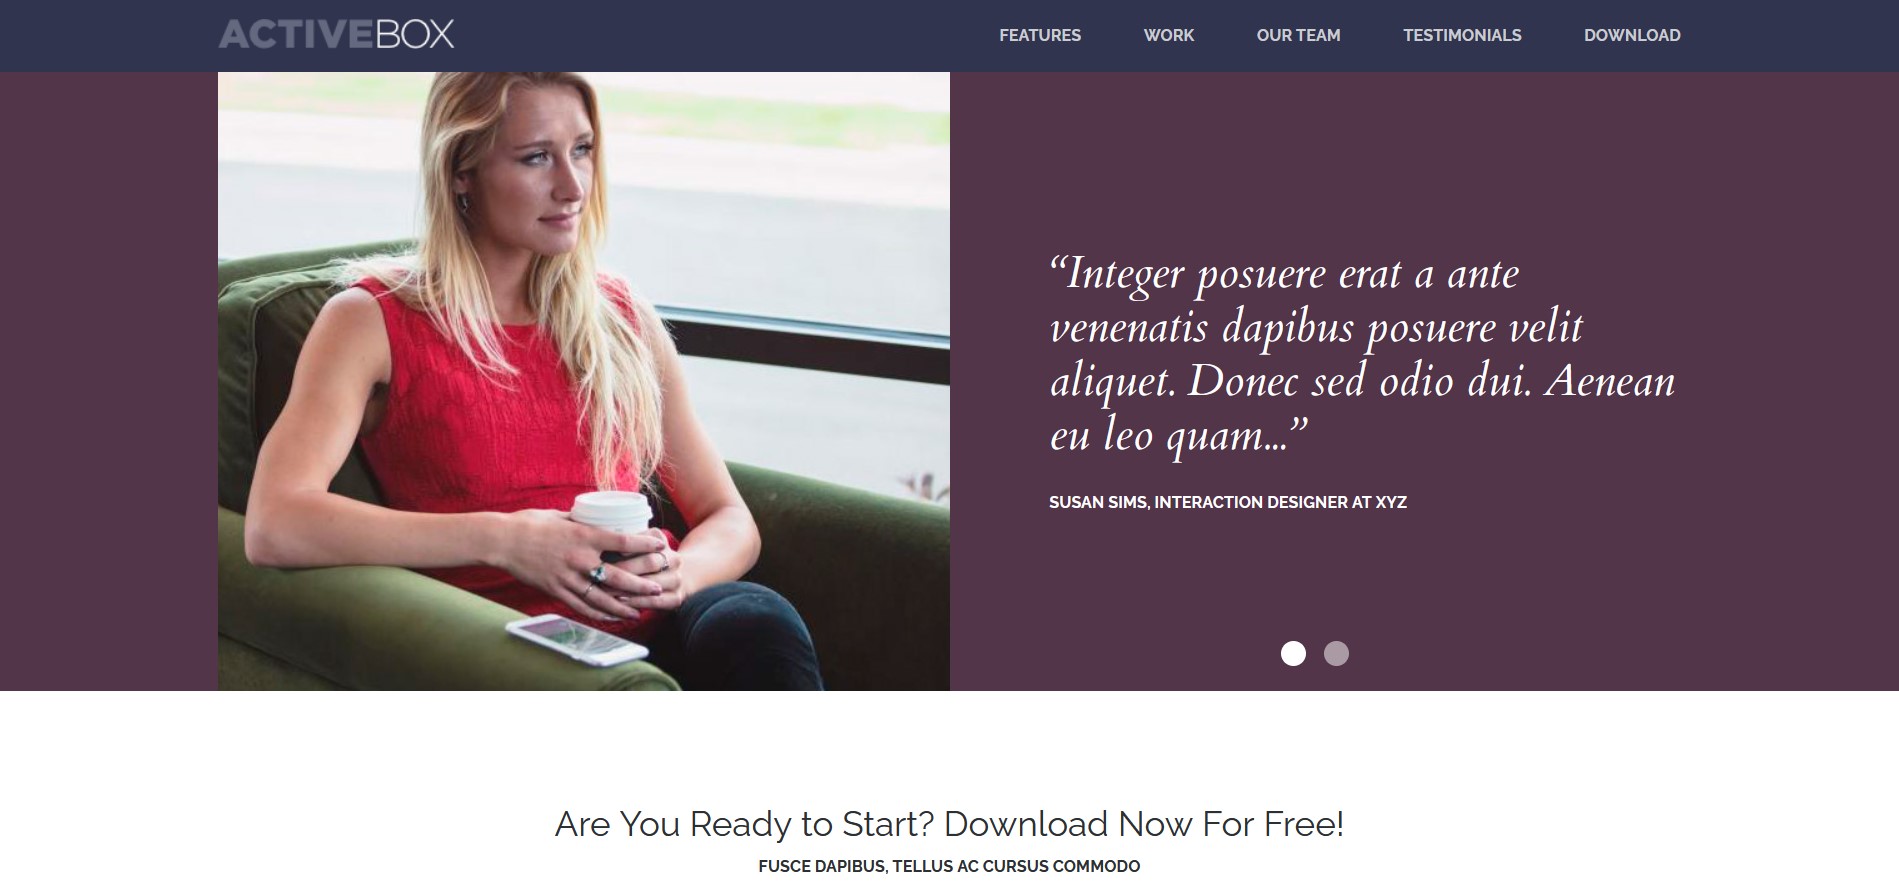 ACTIVEBOX
FEATURES WORK OUR TEAM TESTIMONIALS DOWNLOAD
“Integer posuere erat a ante
venenatis dapibus posuere velit
aliquet. Donec sed odio dui. Aenean
eu leo quam...”
SUSAN SIMS, INTERACTION DESIGNER AT XYZ
Are You Ready to Start? Download Now For Free!
FUSCE DAPIBUS, TELLUS AC CURSUS COMMODO